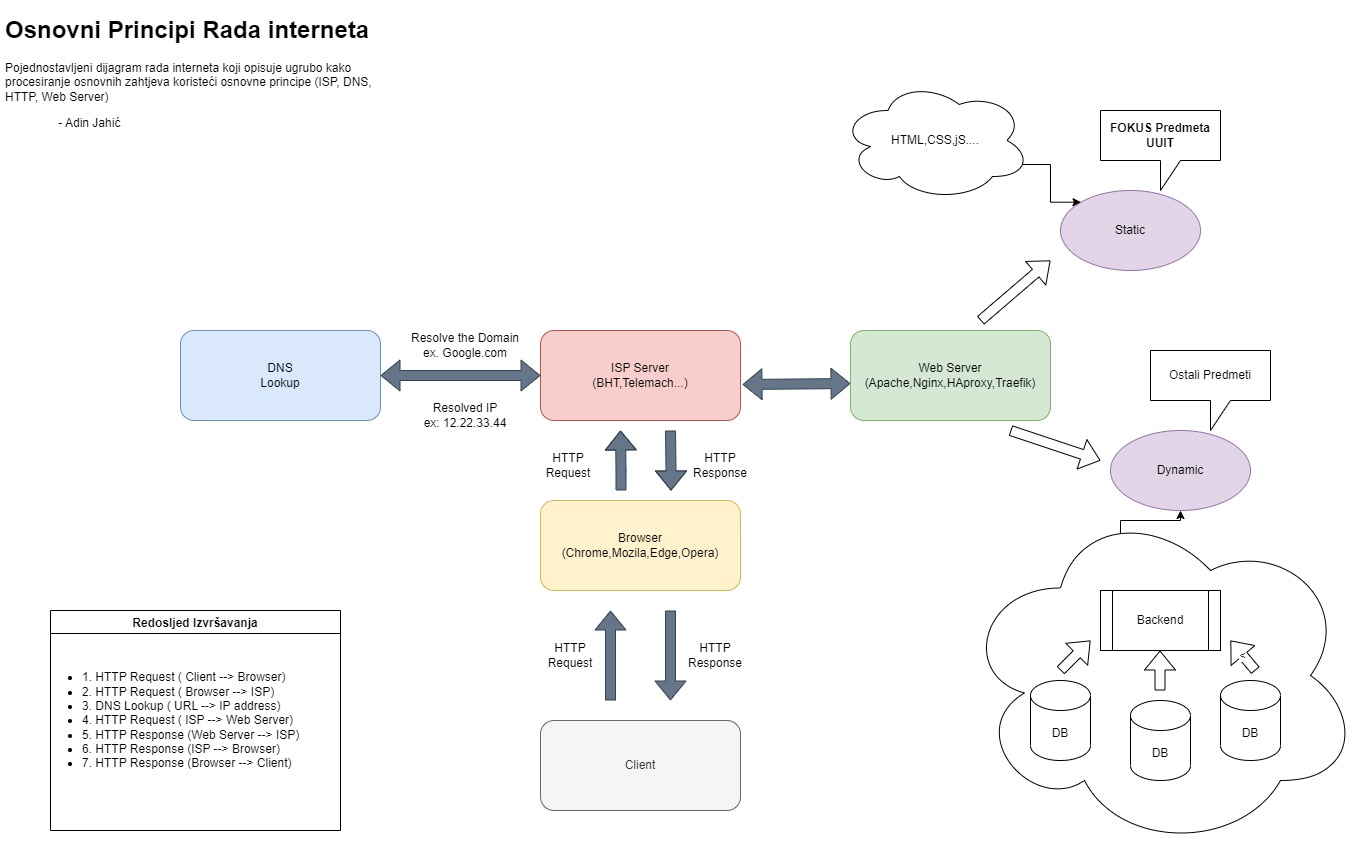 Osnovni Principi Rada interneta
Pojednostavljeni dijagram rada interneta koji opisuje ugrubo kako
procesiranje osnovnih zahtjeva koristeći osnovne principe (ISP, DNS,
HTTP, Web Server)
- Adin Jahić
HTML,CSS,jS....
FOKUS Predmeta
UUIT
Static
DNS
Lookup
Resolve the Domain
ex. Google.com
Resolved IP
ex: 12.22.33.44
ISP Server
(BHT,Telemach...)
Web Server
(Apache,Nginx,HAproxy,Traefik)
Ostali Predmeti
Dynamic
HTTP
Request
HTTP
Response
Browser
(Chrome,Mozila,Edge,Opera)
HTTP
Request
HTTP
Response
Client
Backend
DB
DB
DB
Redosljed Izvršavanja
• 1. HTTP Request ( Client --> Browser)
• 2. HTTP Request ( Browser --> ISP)
• 3. DNS Lookup ( URL --> IP address)
• 4. HTTP Request ( ISP --> Web Server)
• 5. HTTP Response (Web Server --> ISP)
• 6. HTTP Response (ISP --> Browser)
• 7. HTTP Response (Browser --> Client)